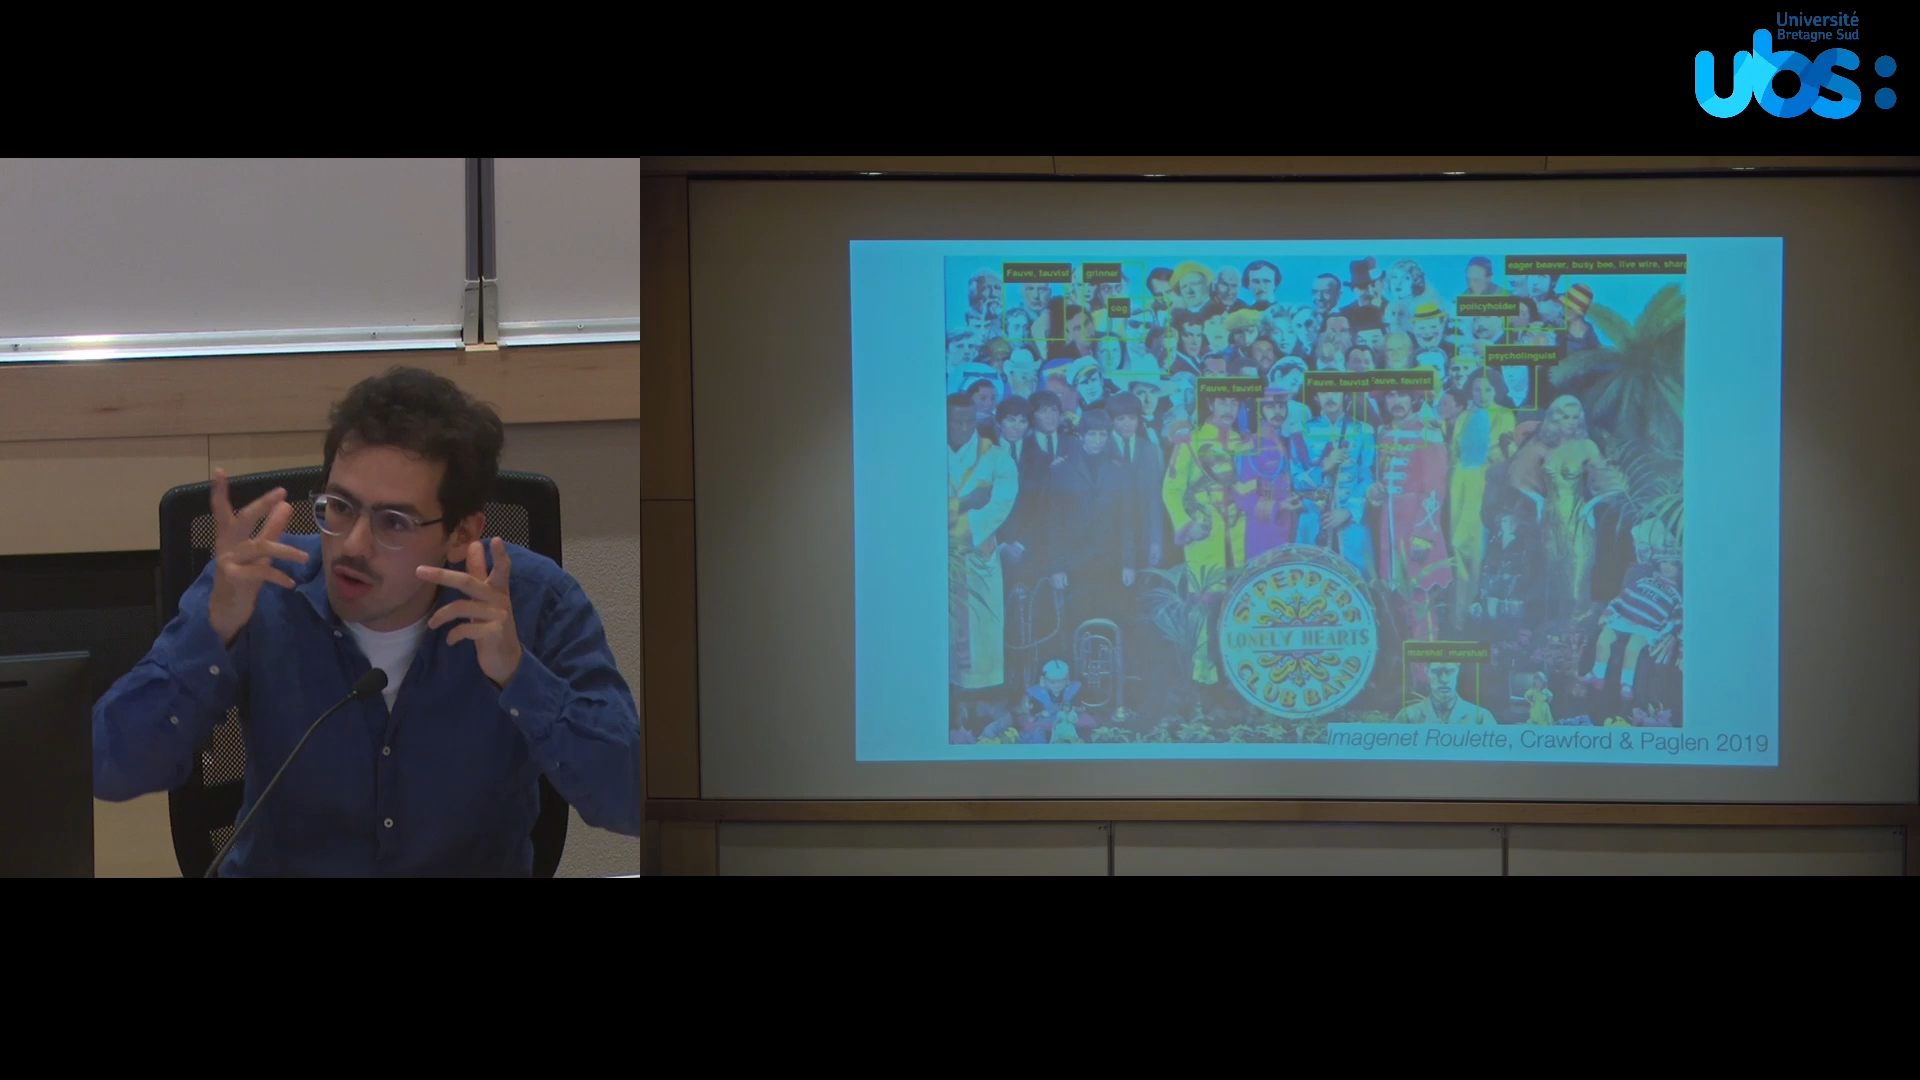 Université
Bretagne Sud
ubs:
Fauve, fauvist
grinner
eager beaver, busy bee, live wire, sharp
cog
policyholder
psycholinguist
Fauve, fauvist
Fauve, fauvist
auve, fauvist
SGT PEPPERS
LONELY HEARTS
CLUB BAND
marshal, marshall
Imagenet Roulette, Crawford & Paglen 2019